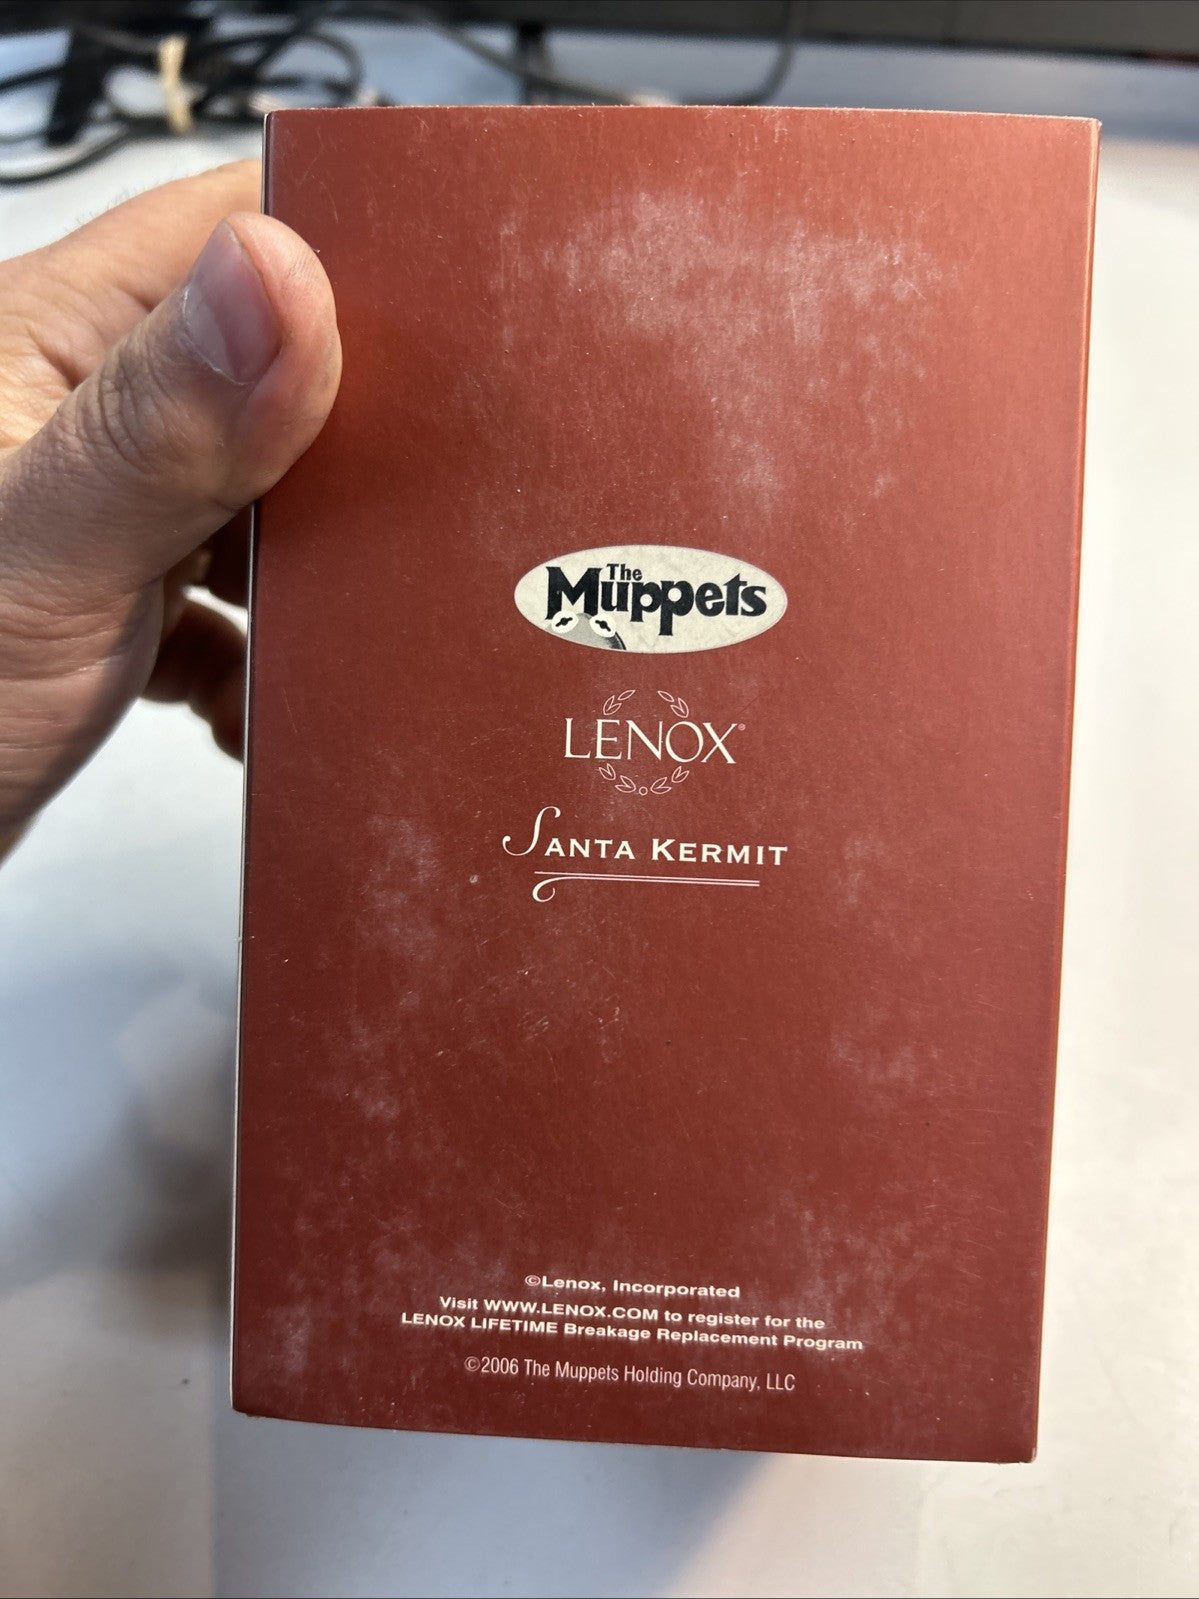 The
Muppets
LENOX®
SANTA KERMIT
©Lenox, Incorporated
Visit WWW.LENOX.COM to register for the
LENOX LIFETIME Breakage Replacement Program
©2006 The Muppets Holding Company, LLC